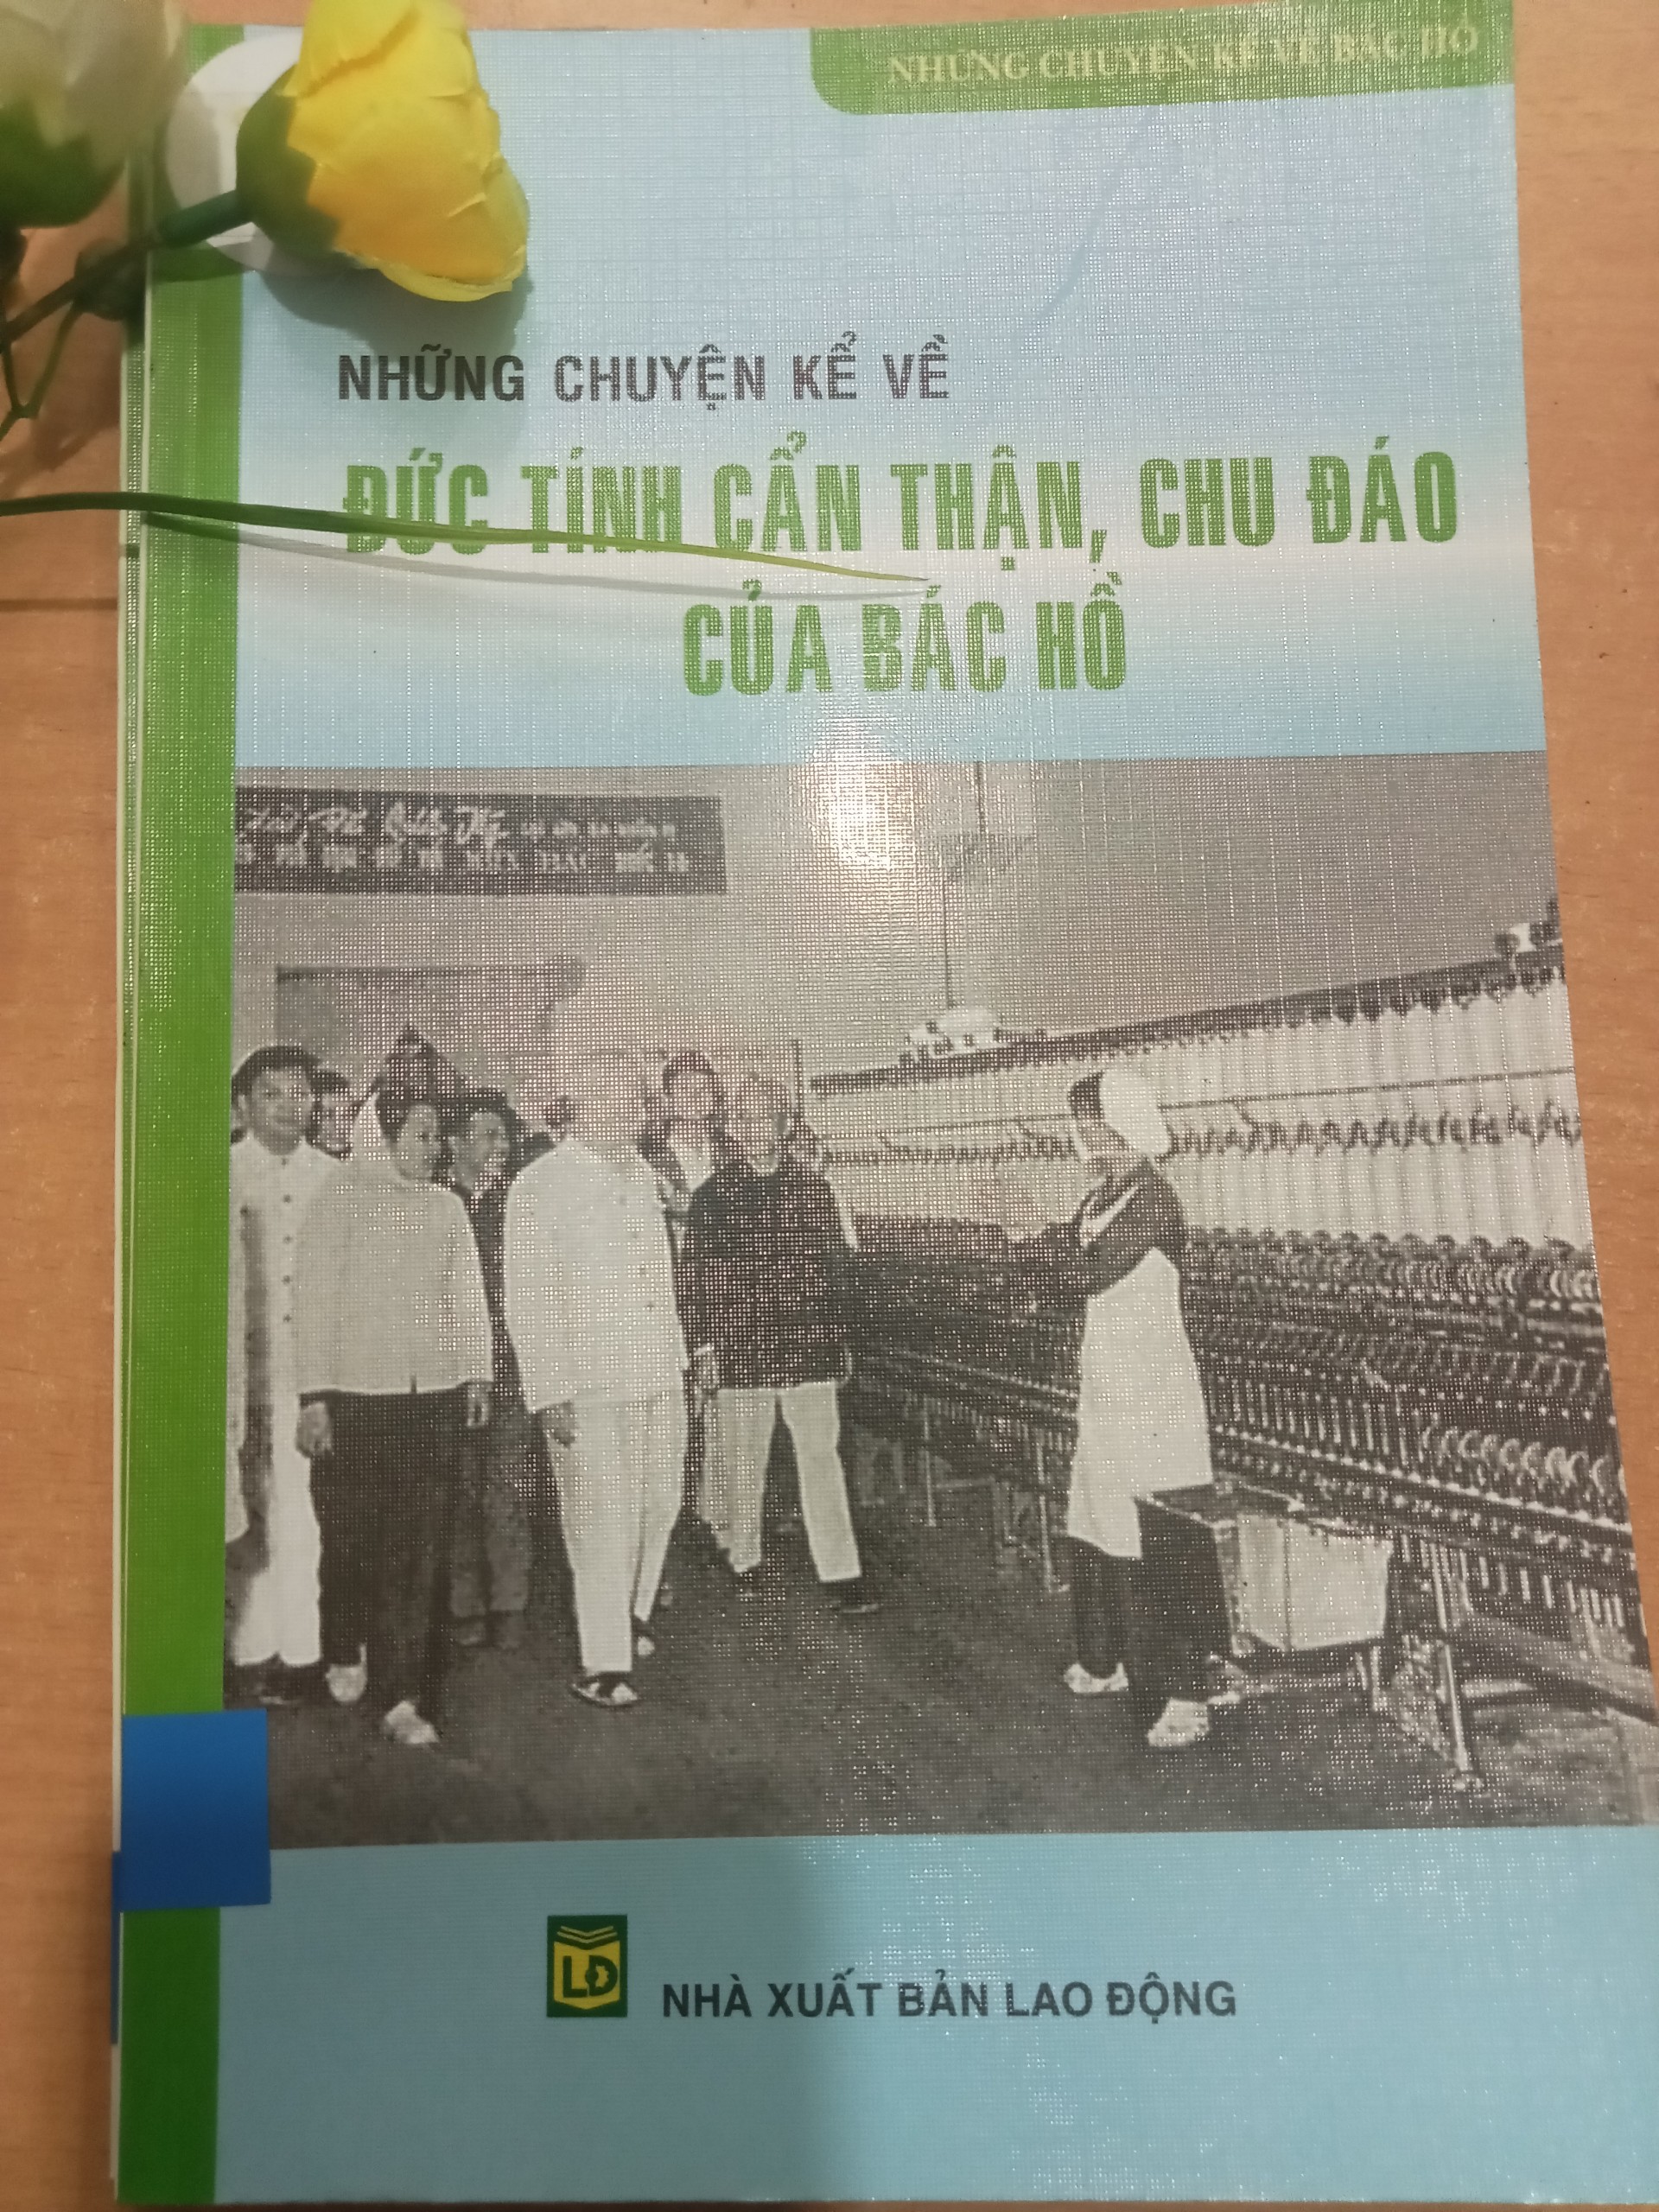 NHỮNG CHUYỆN KỂ VỀ BÁC HỒ
NHỮNG CHUYỆN KỂ VỀ
ĐỨC TÍNH CẨN THẬN, CHU ĐÁO
CỦA BÁC HỒ
LĐ
NHÀ XUẤT BẢN LAO ĐỘNG